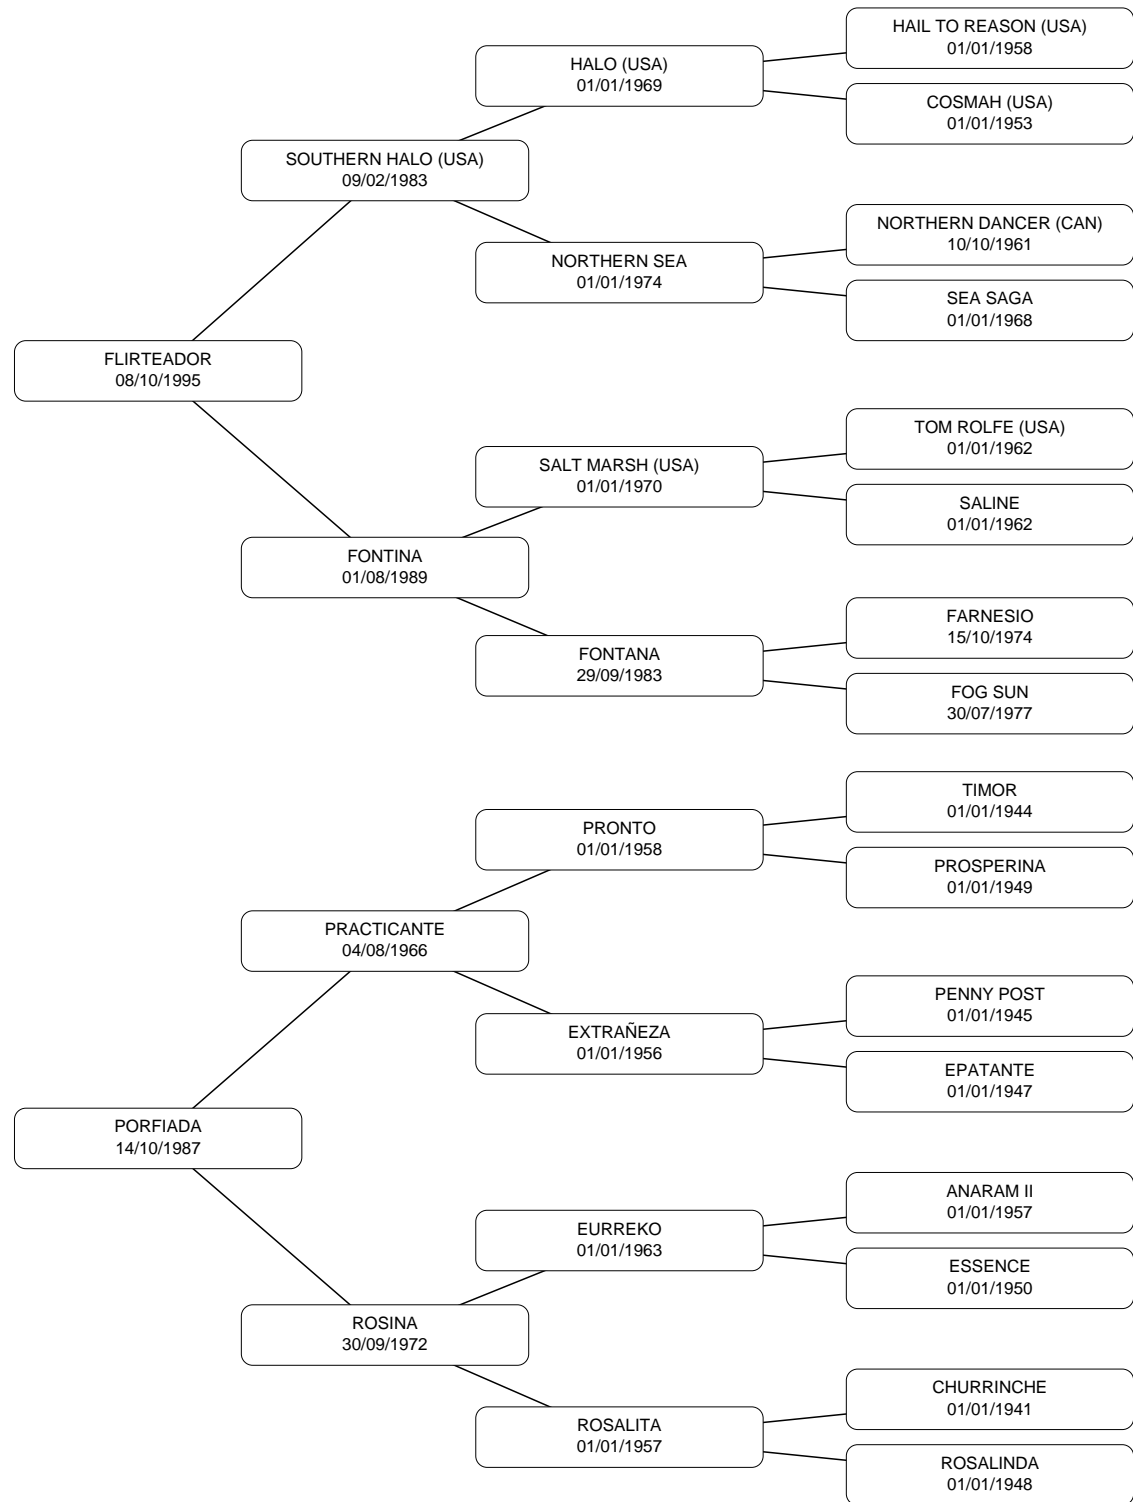 HAIL TO REASON (USA)
01/01/1958
HALO (USA)
01/01/1969
COSMAH (USA)
01/01/1953
SOUTHERN HALO (USA)
09/02/1983
NORTHERN DANCER (CAN)
10/10/1961
NORTHERN SEA
01/01/1974
SEA SAGA
01/01/1968
FLIRTEADOR
08/10/1995
TOM ROLFE (USA)
01/01/1962
SALT MARSH (USA)
01/01/1970
SALINE
01/01/1962
FONTINA
01/08/1989
FARNESIO
15/10/1974
FONTANA
29/09/1983
FOG SUN
30/07/1977
TIMOR
01/01/1944
PRONTO
01/01/1958
PROSPERINA
01/01/1949
PRACTICANTE
04/08/1966
PENNY POST
01/01/1945
EXTRAÑEZA
01/01/1956
EPATANTE
01/01/1947
PORFIADA
14/10/1987
ANARAM II
01/01/1957
EURREKO
01/01/1963
ESSENCE
01/01/1950
ROSINA
30/09/1972
CHURRINCHE
01/01/1941
ROSALITA
01/01/1957
ROSALINDA
01/01/1948